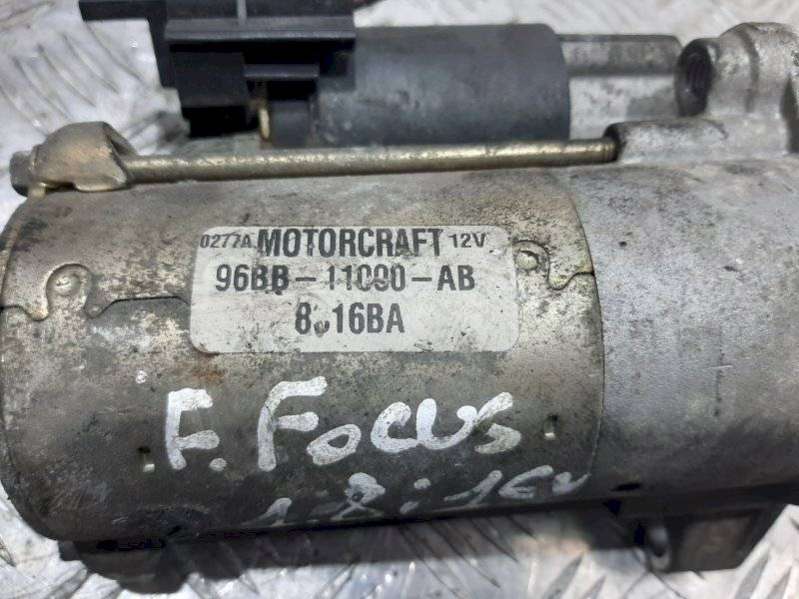 0277A MOTORCRAFT 12V
96BB-11000-AB
8 16BA
F. Focus
1.8i 16v